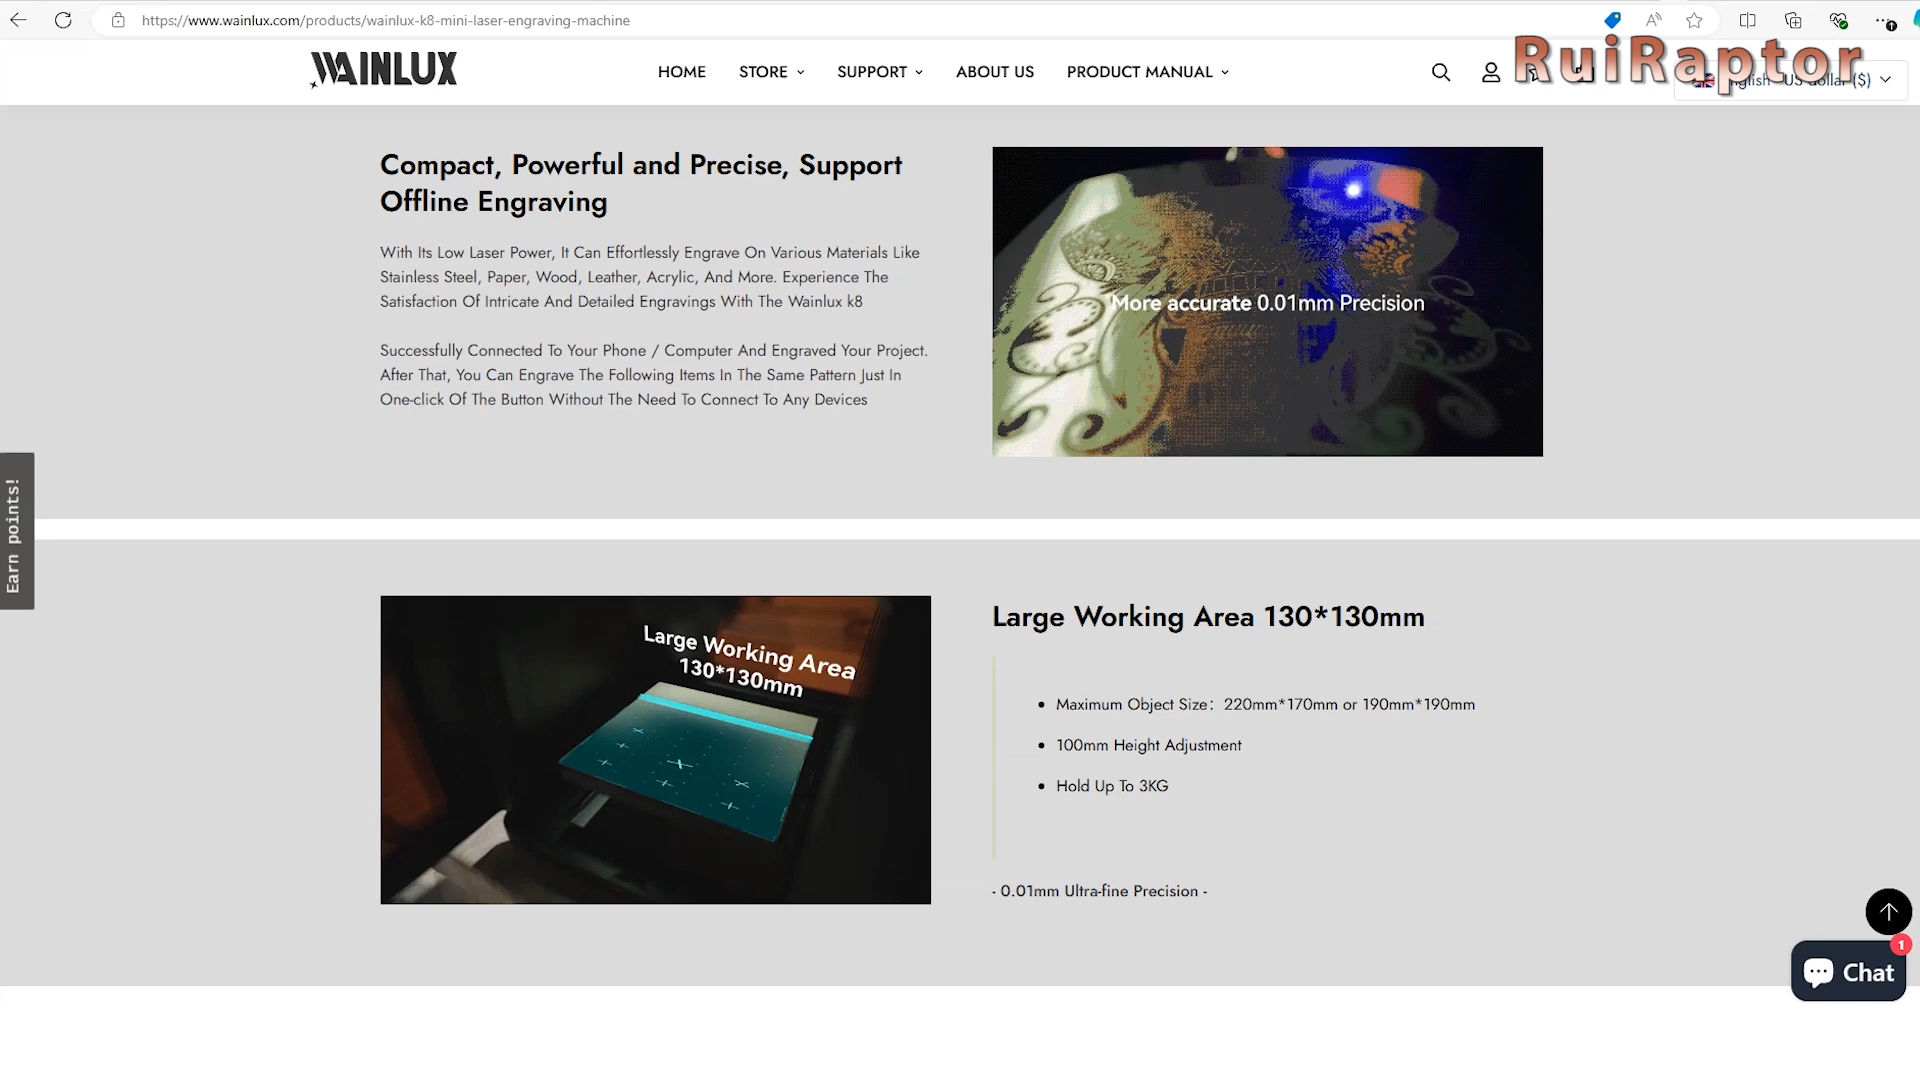 https://www.wainlux.com/products/wainlux-k8-mini-laser-engraving-machine
RuiRaptor
WAINLUX
HOME
STORE
SUPPORT
ABOUT US
PRODUCT MANUAL
US dollar ($)
Compact, Powerful and Precise, Support
Offline Engraving
With Its Low Laser Power, It Can Effortlessly Engrave On Various Materials Like
Stainless Steel, Paper, Wood, Leather, Acrylic, And More. Experience The
Satisfaction Of Intricate And Detailed Engravings With The Wainlux k8
Successfully Connected To Your Phone / Computer And Engraved Your Project.
After That, You Can Engrave The Following Items In The Same Pattern Just In
One-click Of The Button Without The Need To Connect To Any Devices
More accurate 0.01mm Precision
Earn points!
Large Working Area
130*130mm
Large Working Area 130*130mm
Maximum Object Size：220mm*170mm or 190mm*190mm
100mm Height Adjustment
Hold Up To 3KG
- 0.01mm Ultra-fine Precision -
1
Chat